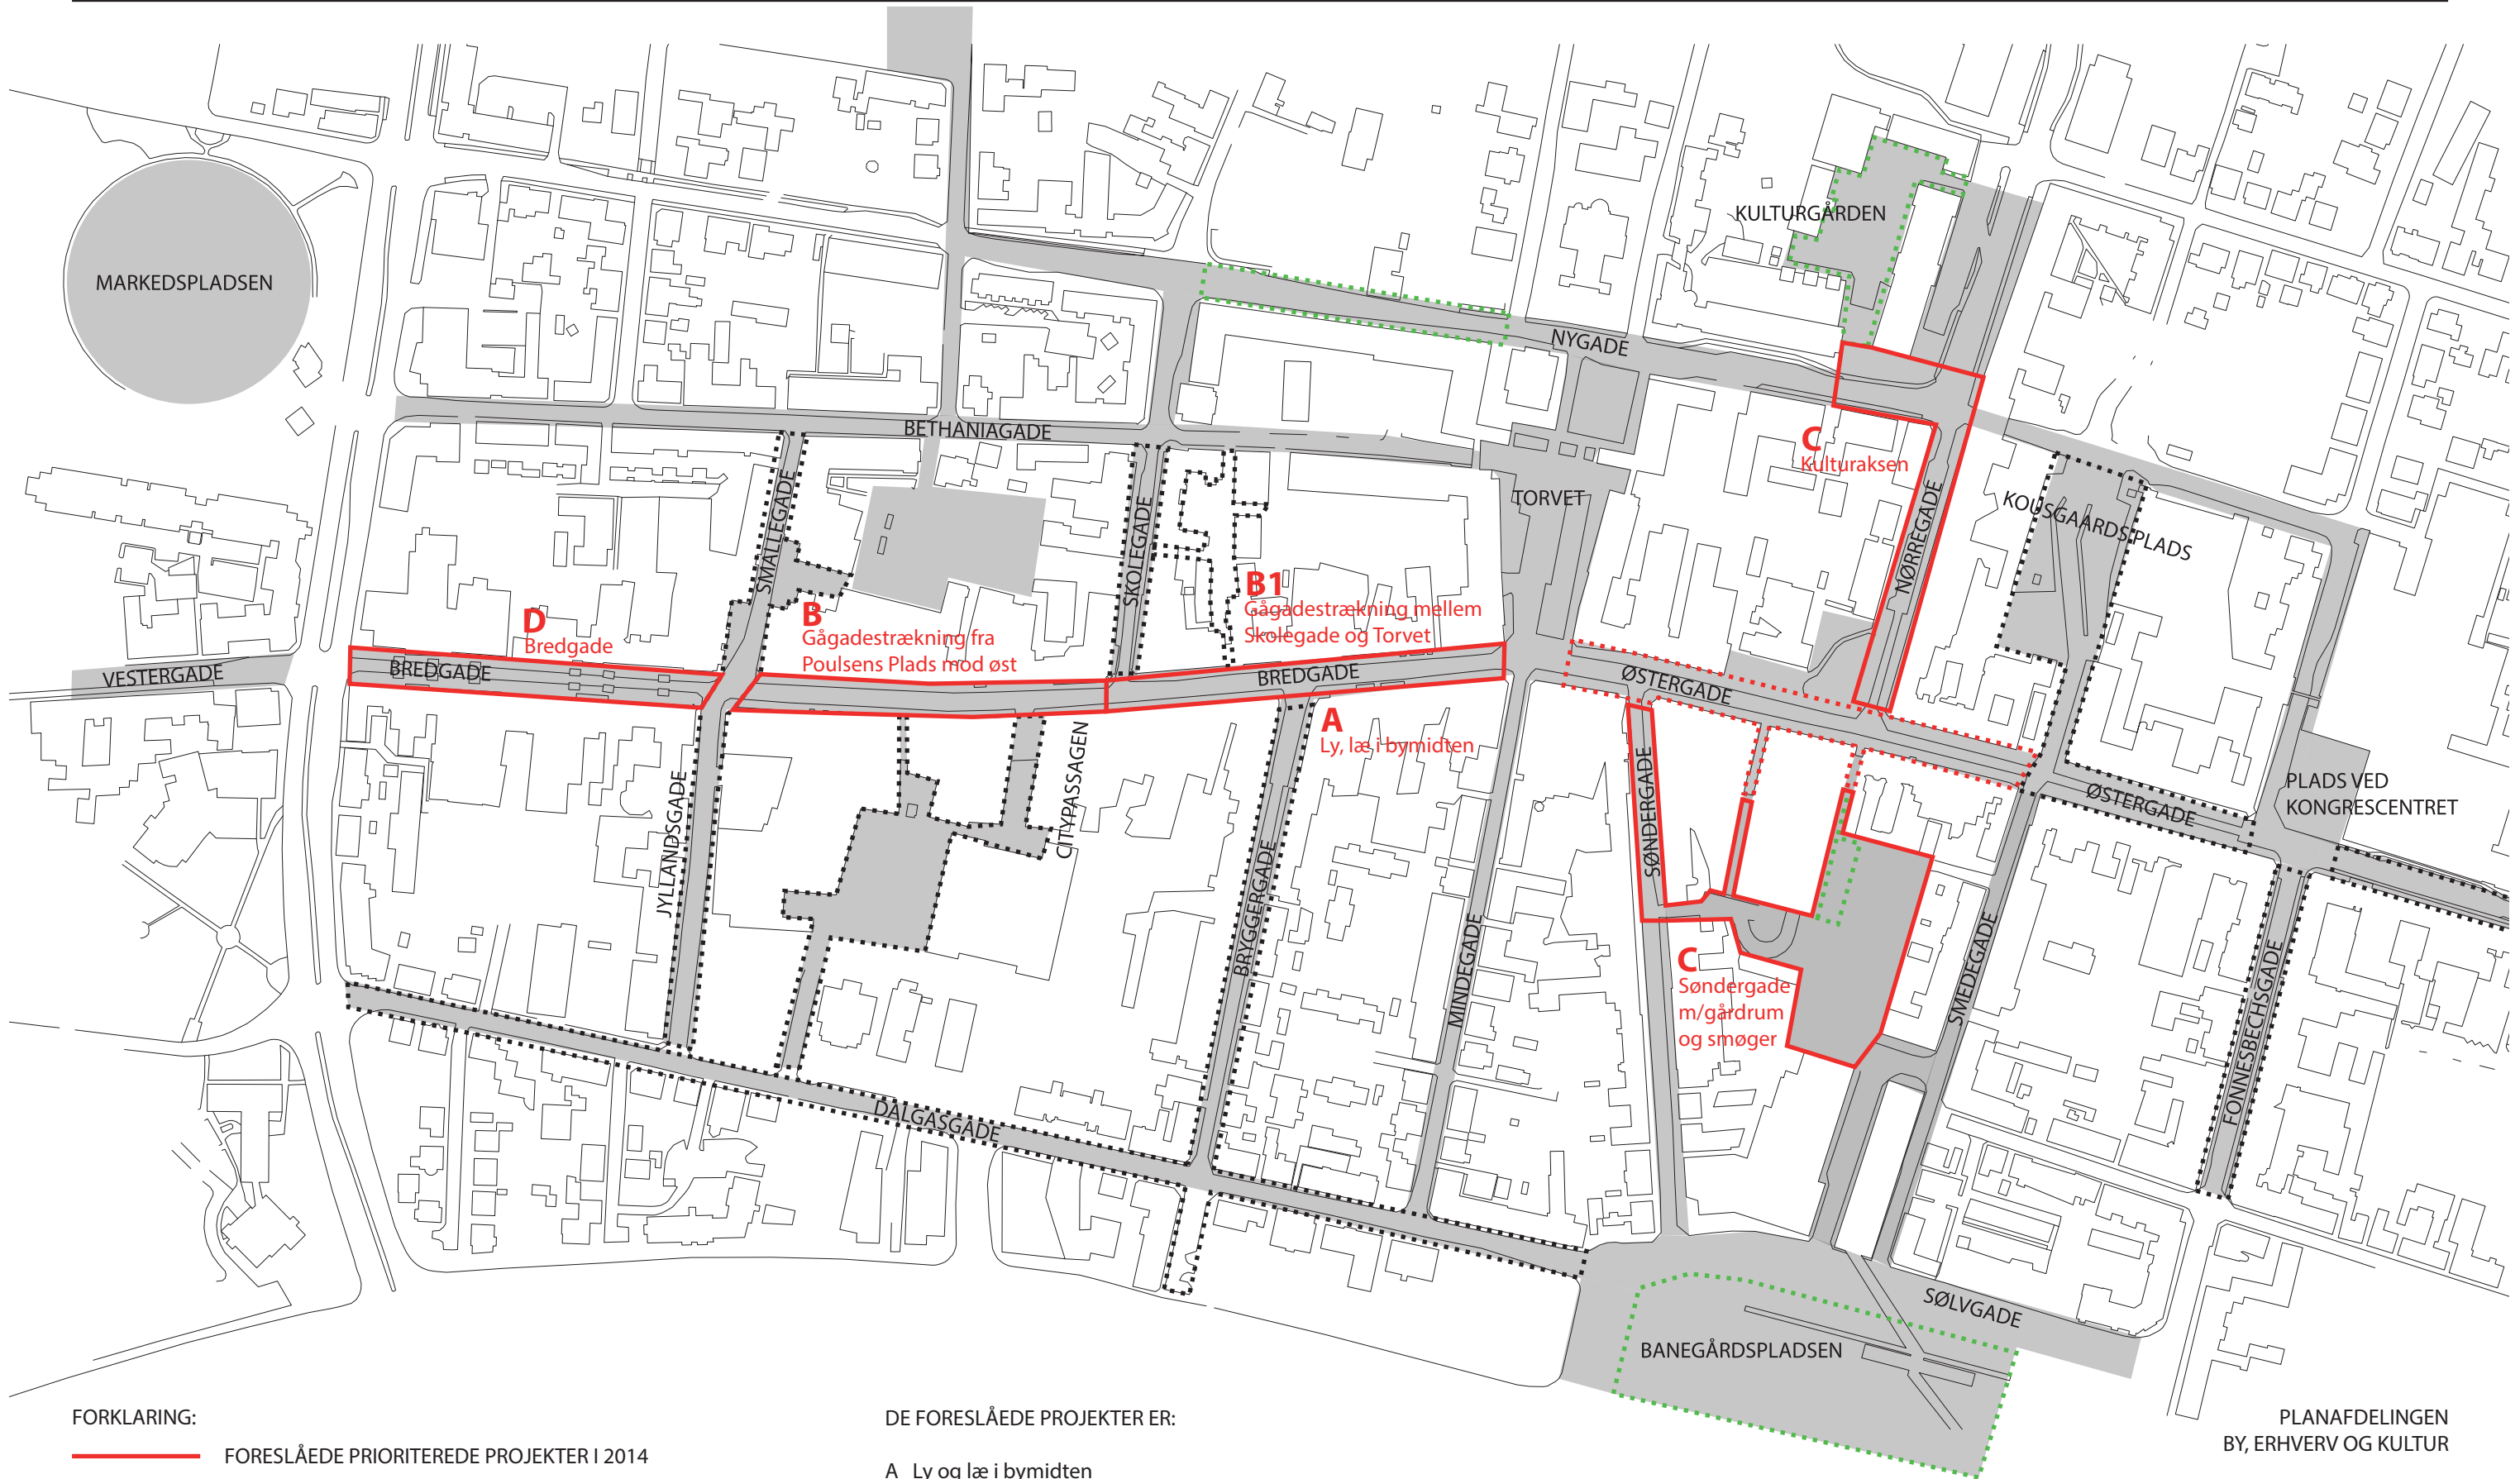 KULTURGÅRDEN
MARKEDSPLADSEN
NYGADE
BETHANIAGADE
C
Kulturaksen
TORVET
SMALLEGADE
SKOLEGADE
NØRREGADE
KOUSGAARDS PLADS
B1
Gågadestrækning mellem
Skolegade og Torvet
D
Bredgade
B
Gågadestrækning fra
Poulsens Plads mod øst
VESTERGADE
BREDGADE
BREDGADE
ØSTERGADE
A
Ly, læ i bymidten
CITYPASSAGEN
SØNDERGADE
JYLLANDSGADE
PLADS VED
KONGRESCENTRET
ØSTERGADE
BRYGGERGADE
MINDEGADE
SMEDEGADE
FONNESBECHSGADE
C
Søndergade
m/gårdrum
og smøger
DALGASGADE
SØLVGADE
BANEGÅRDSPLADSEN
FORKLARING:
FORESLÅEDE PRIORITEREDE PROJEKTER I 2014
DE FORESLÅEDE PROJEKTER ER:
A Ly og læ i bymidten
PLANAFDELINGEN
BY, ERHVERV OG KULTUR